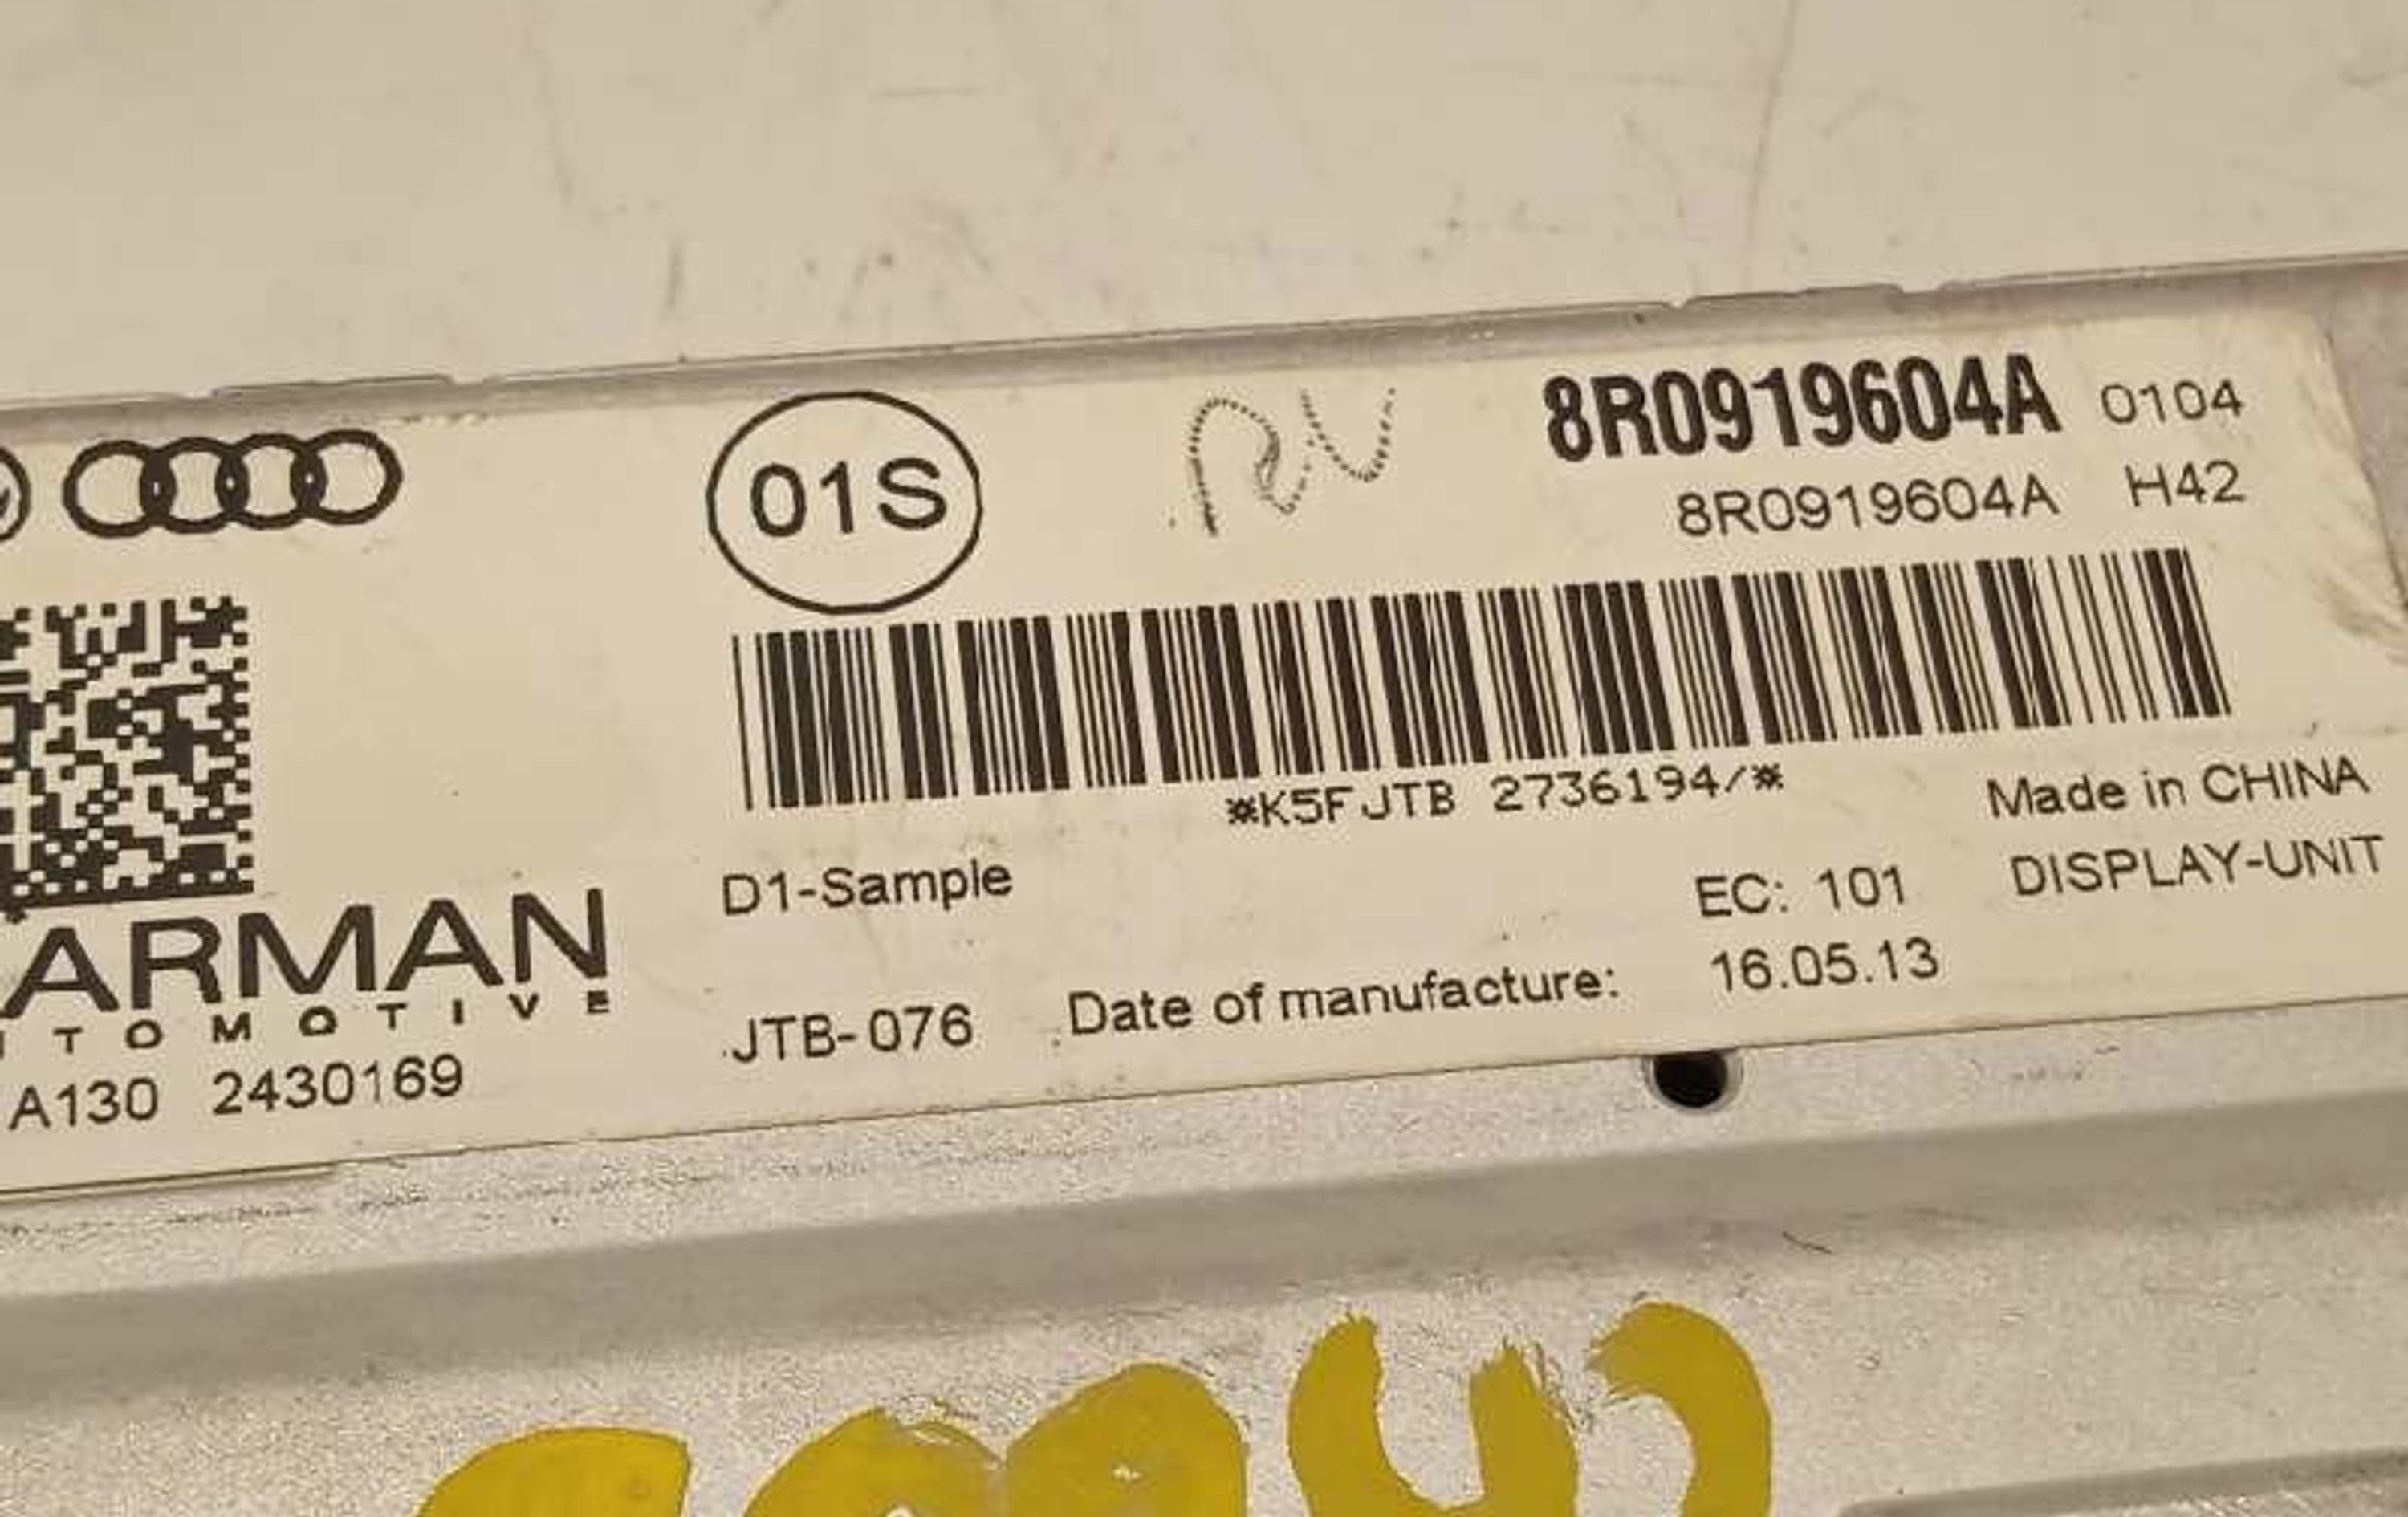 01S
8R0919604A 0104
8R0919604A H42
*K5FJTB 2736194/*
Made in CHINA
D1-Sample
EC: 101
DISPLAY-UNIT
ARMAN
TOMOTIVE
JTB-076
Date of manufacture: 16.05.13
A130 2430169